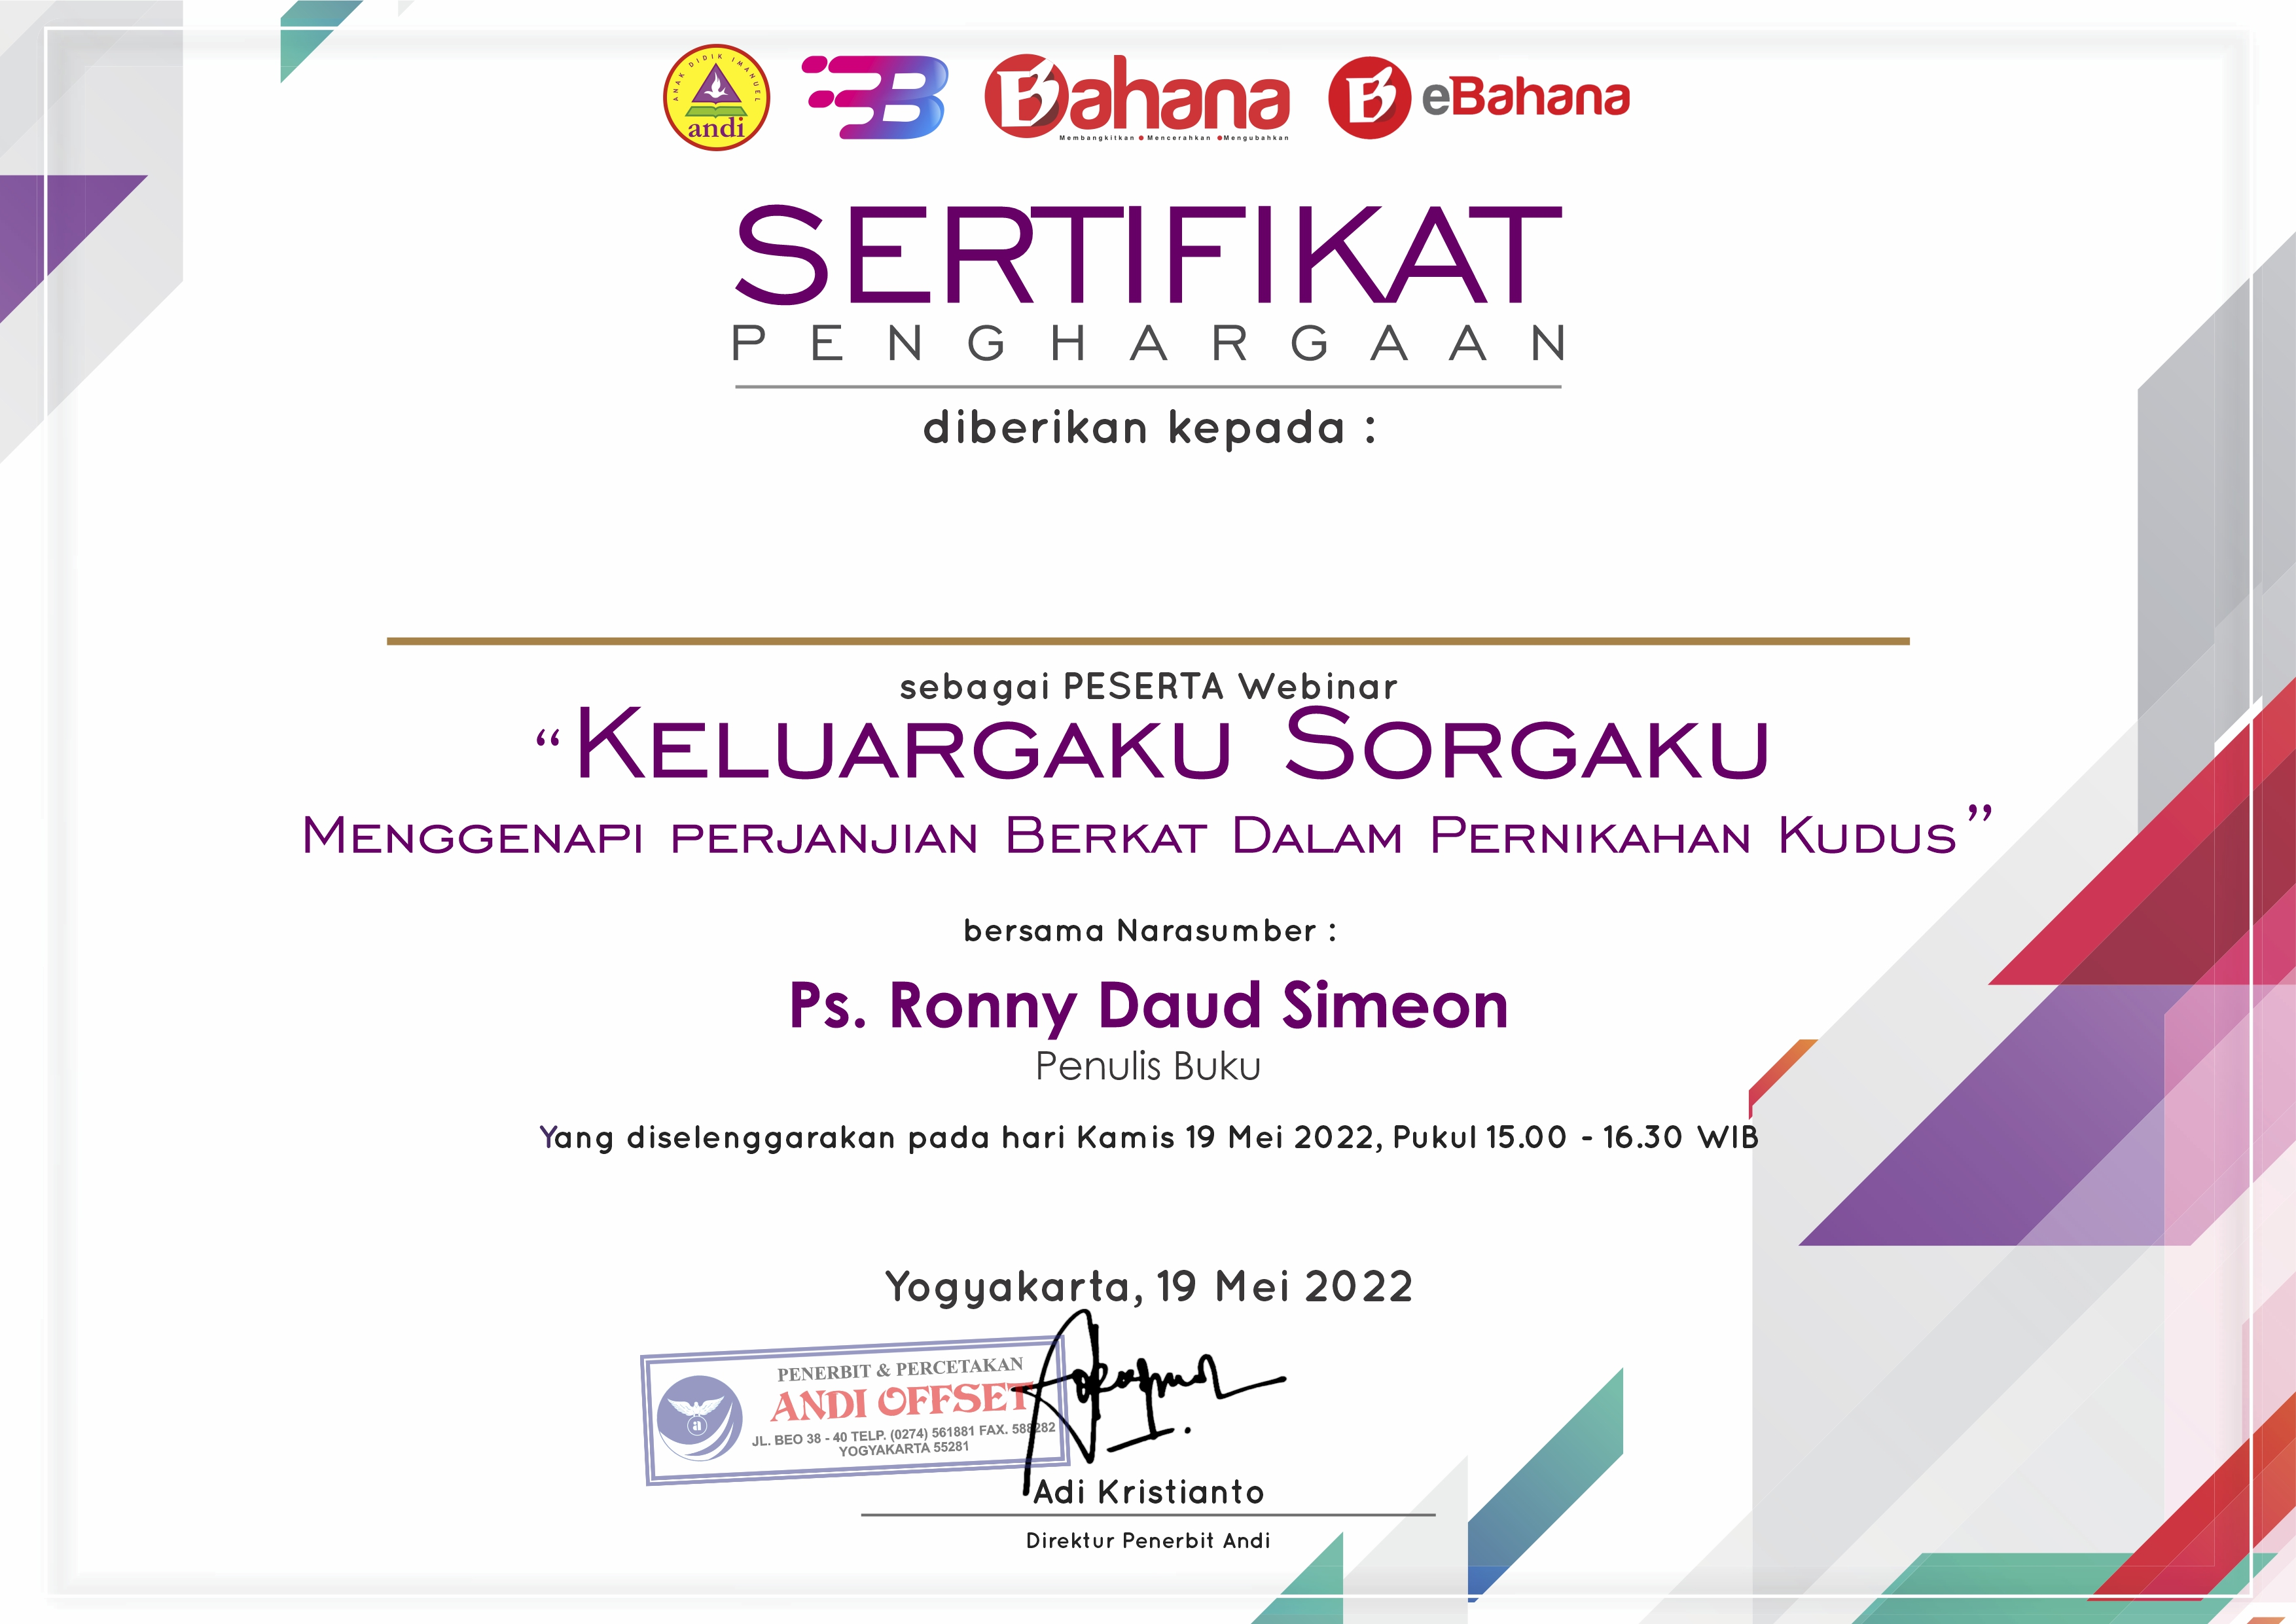 ANAK DIDIK IMANUEL
andi
B
Bahana
Membangkitkan • Mencerahkan • Mengubahkan
B eBahana
SERTIFIKAT
PENGHARGAAN
diberikan kepada :
sebagai PESERTA Webinar
“KELUARGAKU SORGAKU
MENGGENAPI PERJANJIAN BERKAT DALAM PERNIKAHAN KUDUS”
bersama Narasumber :
Ps. Ronny Daud Simeon
Penulis Buku
Yang diselenggarakan pada hari Kamis 19 Mei 2022, Pukul 15.00 - 16.30 WIB
Yogyakarta, 19 Mei 2022
PENERBIT & PERCETAKAN
ANDI OFFSET
JL. BEO 38 - 40 TELP. (0274) 561881 FAX. 588282
YOGYAKARTA 55281
a
Adi Kristianto
Direktur Penerbit Andi